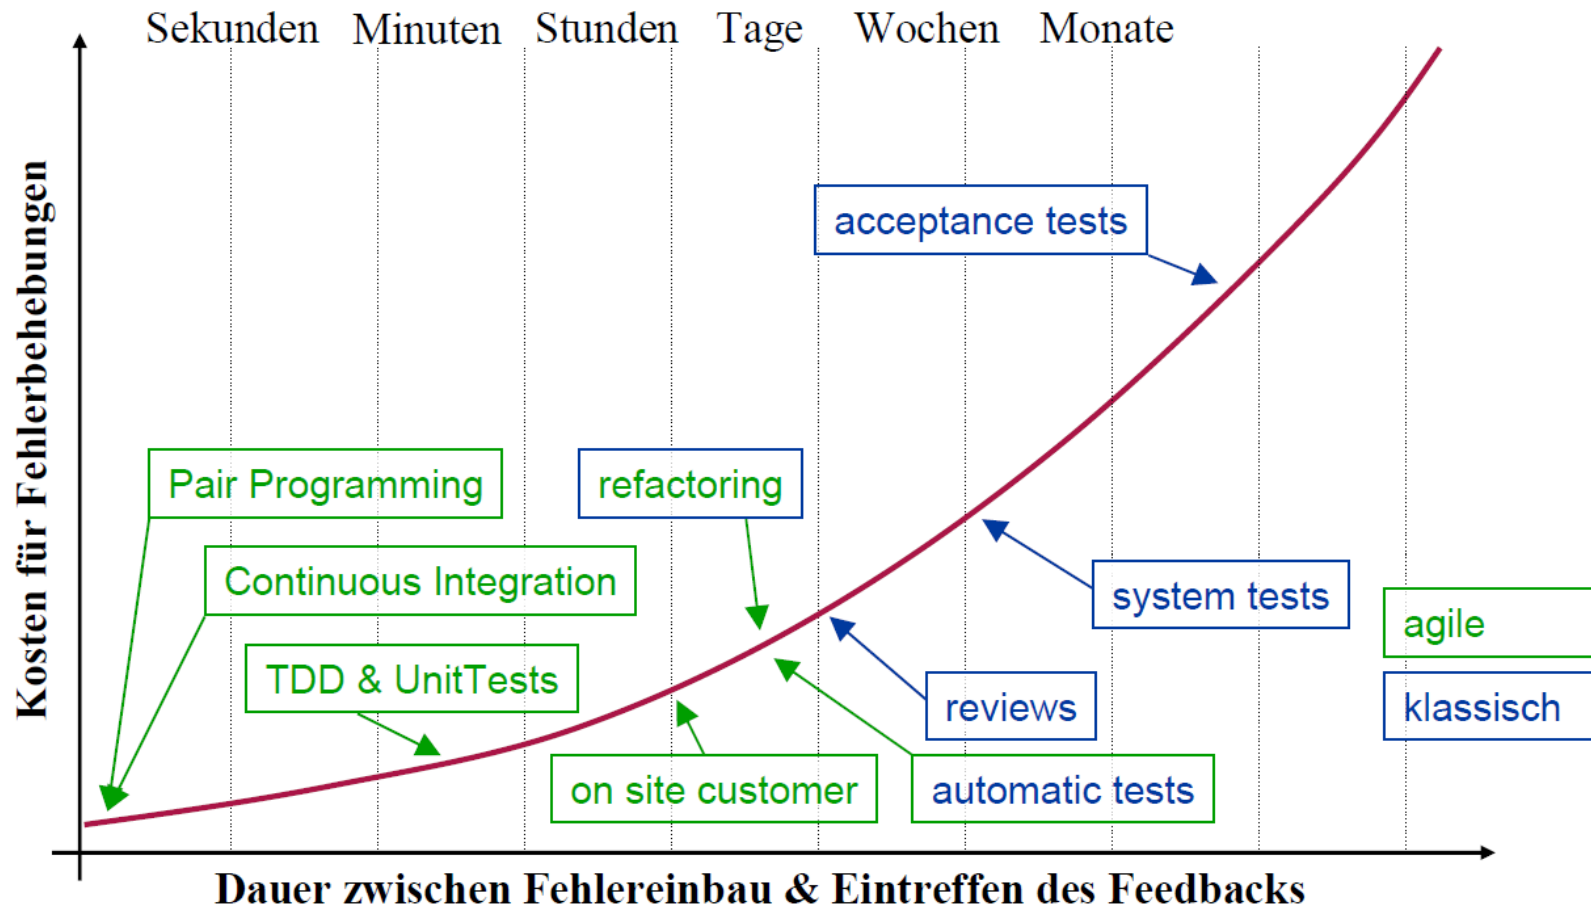 Sekunden Minuten Stunden Tage Wochen Monate
Kosten für Fehlerbehebungen
acceptance tests
Pair Programming
refactoring
Continuous Integration
system tests
agile
TDD & UnitTests
reviews
klassisch
on site customer
automatic tests
Dauer zwischen Fehlereinbau & Eintreffen des Feedbacks